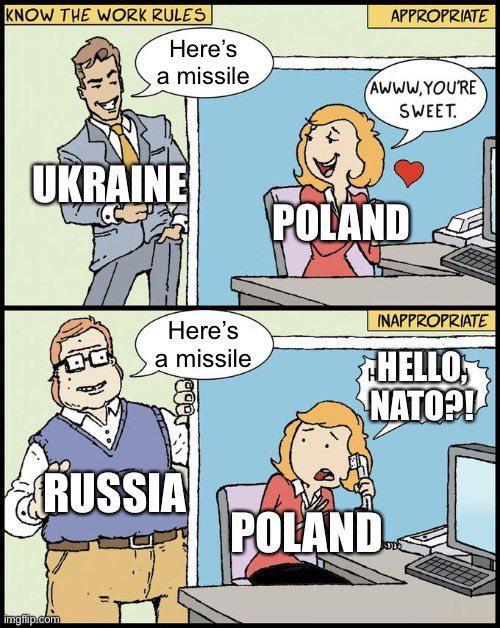 KNOW THE WORK RULES
APPROPRIATE
Here's
a missile
AWWW, YOU'RE
SWEET.
UKRAINE
POLAND
INAPPROPRIATE
Here's
a missile
HELLO,
NATO?!
RUSSIA
POLAND
imgflip.com